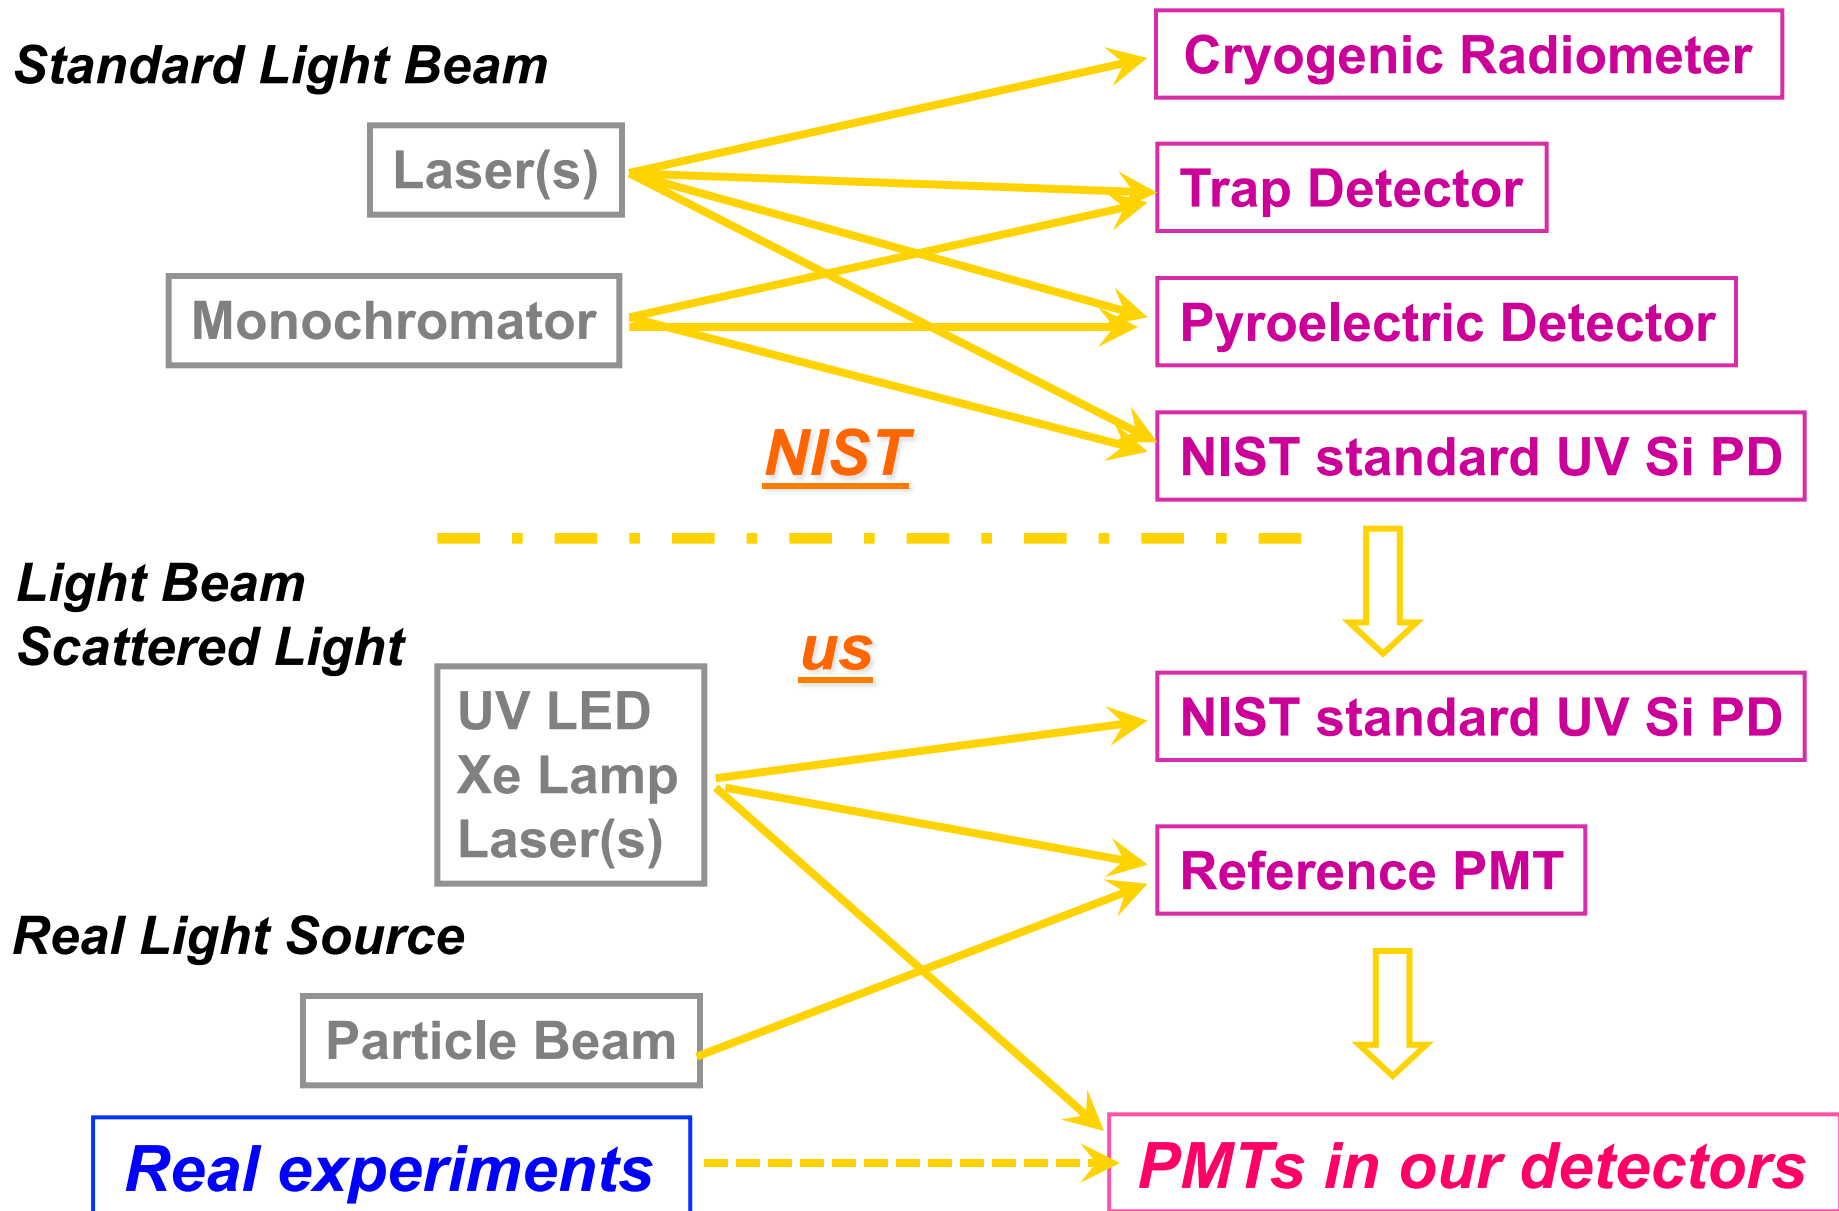 Standard Light Beam
Cryogenic Radiometer
Laser(s)
Trap Detector
Monochromator
Pyroelectric Detector
NIST
NIST standard UV Si PD
Light Beam
Scattered Light
us
UV LED
Xe Lamp
Laser(s)
NIST standard UV Si PD
Reference PMT
Real Light Source
Particle Beam
Real experiments
PMTs in our detectors